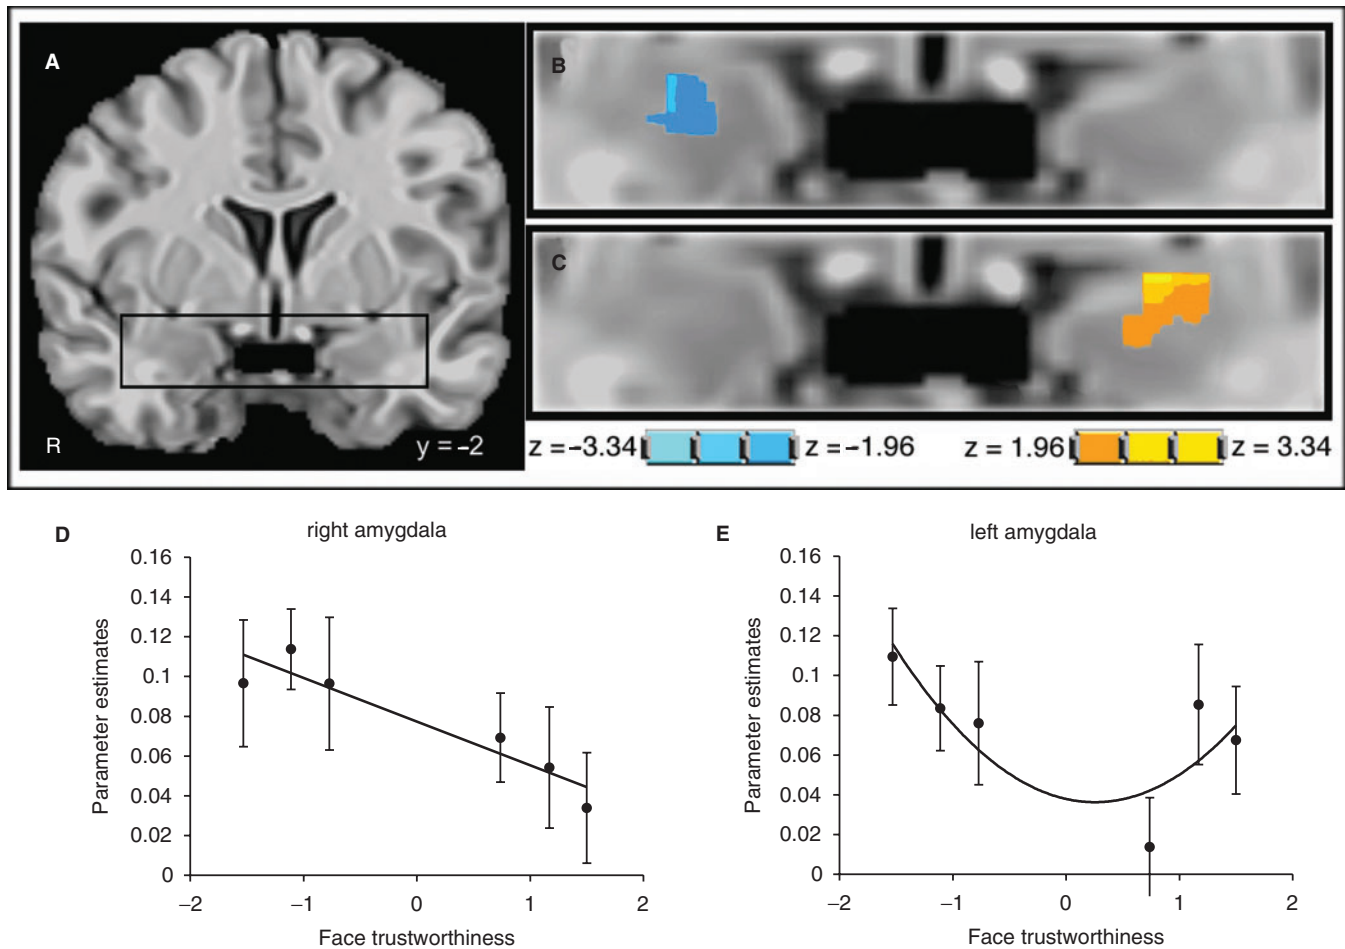 A
B
C
R
y = −2
z = −3.34
z = −1.96
z = 1.96
z = 3.34
D
right amygdala
Parameter estimates
0.16
0.14
0.12
0.1
0.08
0.06
0.04
0.02
0
−2
−1
0
1
2
Face trustworthiness
E
left amygdala
Parameter estimates
0.16
0.14
0.12
0.1
0.08
0.06
0.04
0.02
0
−2
−1
0
1
2
Face trustworthiness